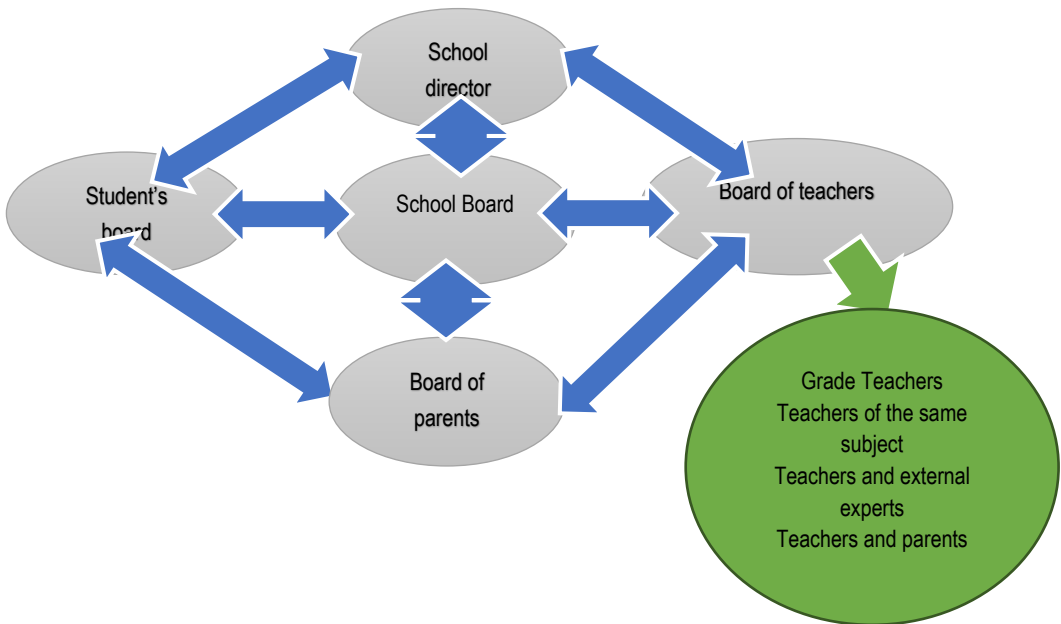 School
director
Student's
board
School Board
Board of teachers
Board of
parents
Grade Teachers
Teachers of the same
subject
Teachers and external
experts
Teachers and parents